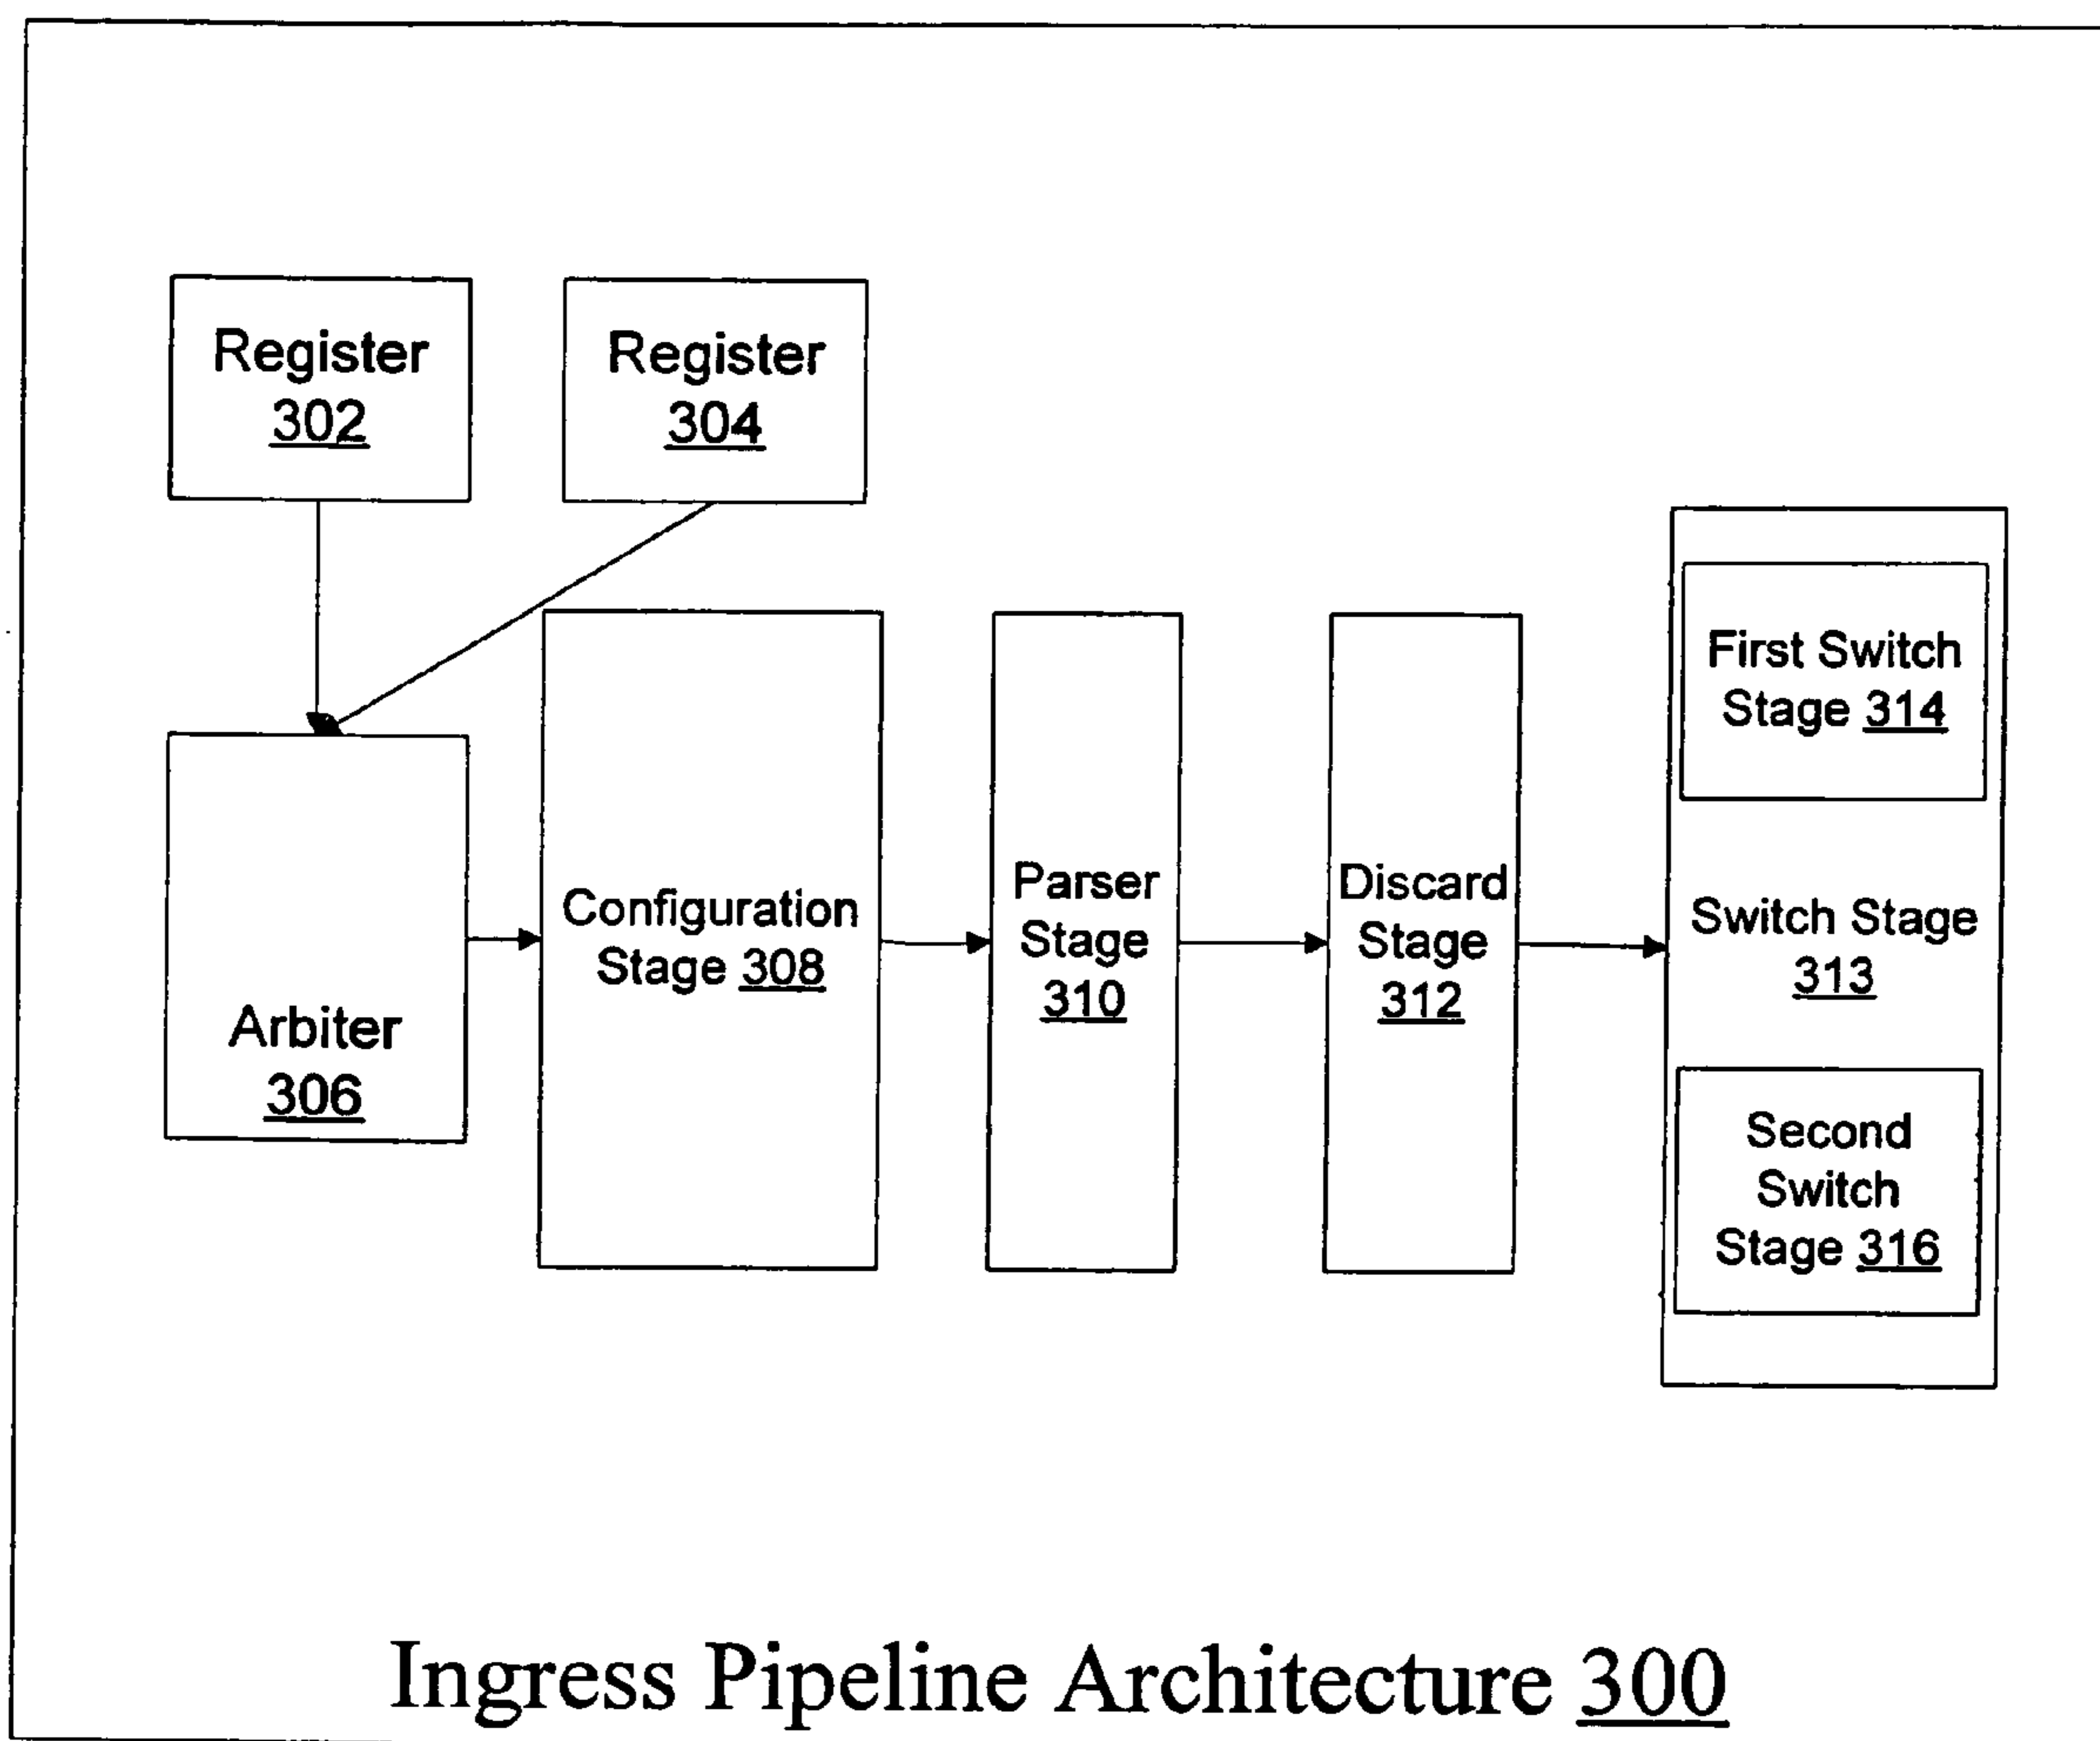 Register
302
Register
304
Arbiter
306
Configuration
Stage 308
Parser
Stage
310
Discard
Stage
312
First Switch
Stage 314
Switch Stage
313
Second
Switch
Stage 316
Ingress Pipeline Architecture 300